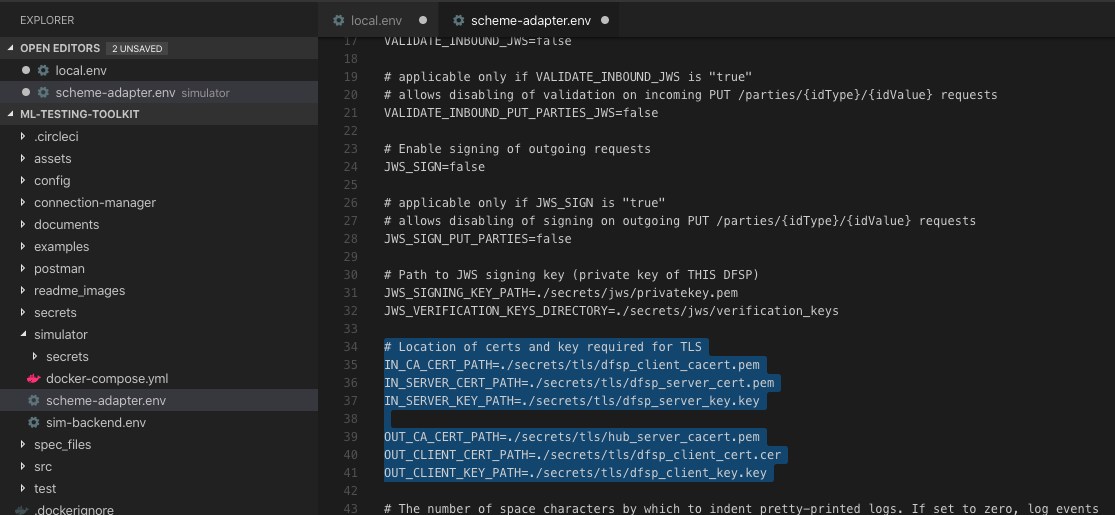 EXPLORER
OPEN EDITORS 2 UNSAVED
local.env
scheme-adapter.env simulator
ML-TESTING-TOOLKIT
.circleci
assets
config
connection-manager
documents
examples
postman
readme_images
secrets
simulator
secrets
docker-compose.yml
scheme-adapter.env
sim-backend.env
spec_files
src
test
.dockerignore
local.env
scheme-adapter.env
17 VALIDATE_INBOUND_JWS=false
18
19 # applicable only if VALIDATE_INBOUND_JWS is "true"
20 # allows disabling of validation on incoming PUT /parties/{idType}/{idValue} requests
21 VALIDATE_INBOUND_PUT_PARTIES_JWS=false
22
23 # Enable signing of outgoing requests
24 JWS_SIGN=false
25
26 # applicable only if JWS_SIGN is "true"
27 # allows disabling of signing on outgoing PUT /parties/{idType}/{idValue} requests
28 JWS_SIGN_PUT_PARTIES=false
29
30 # Path to JWS signing key (private key of THIS DFSP)
31 JWS_SIGNING_KEY_PATH=./secrets/jws/privatekey.pem
32 JWS_VERIFICATION_KEYS_DIRECTORY=./secrets/jws/verification_keys
33
34 # Location of certs and key required for TLS
35 IN_CA_CERT_PATH=./secrets/tls/dfsp_client_cacert.pem
36 IN_SERVER_CERT_PATH=./secrets/tls/dfsp_server_cert.pem
37 IN_SERVER_KEY_PATH=./secrets/tls/dfsp_server_key.key
38
39 OUT_CA_CERT_PATH=./secrets/tls/hub_server_cacert.pem
40 OUT_CLIENT_CERT_PATH=./secrets/tls/dfsp_client_cert.cer
41 OUT_CLIENT_KEY_PATH=./secrets/tls/dfsp_client_key.key
42
43 # The number of space characters by which to indent pretty-printed logs. If set to zero, log events